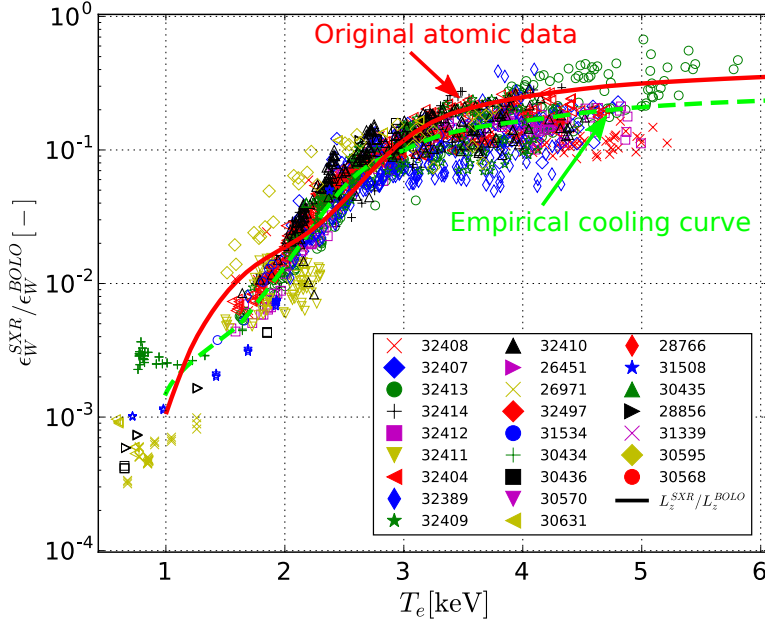 10^0
10^{-1}
10^{-2}
10^{-3}
10^{-4}
ϵ_W^{SXR}/ϵ_W^{BOLO} [−]
Original atomic data
Empirical cooling curve
32408 32410 28766
32407 26451 31508
32413 26971 30435
32414 32497 28856
32412 31534 31339
32411 30434 30595
32404 30436 30568
32389 30570 L_z^{SXR}/L_z^{BOLO}
32409 30631
1 2 3 4 5 6
T_e[keV]